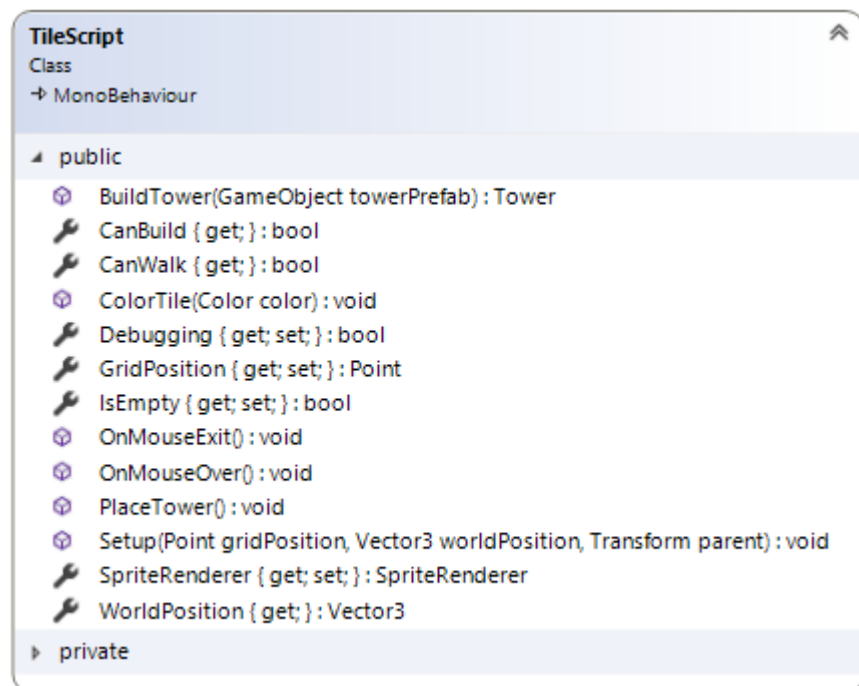 TileScript
Class
MonoBehaviour
public
BuildTower(GameObject towerPrefab) : Tower
CanBuild { get; } : bool
CanWalk { get; } : bool
ColorTile(Color color) : void
Debugging { get; set; } : bool
GridPosition { get; set; } : Point
IsEmpty { get; set; } : bool
OnMouseExit() : void
OnMouseOver() : void
PlaceTower() : void
Setup(Point gridPosition, Vector3 worldPosition, Transform parent) : void
SpriteRenderer { get; set; } : SpriteRenderer
WorldPosition { get; } : Vector3
private